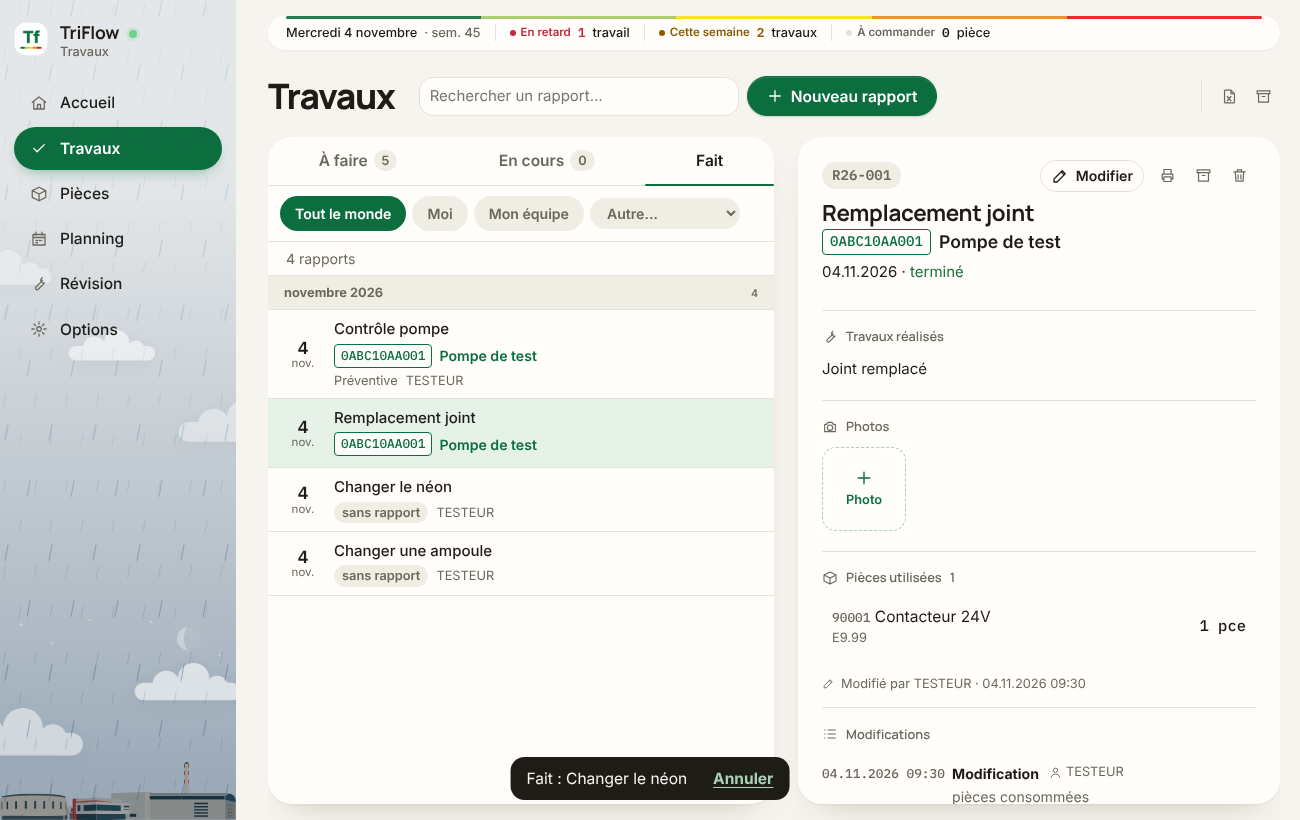 TriFlow
Travaux
Accueil
Travaux
Pièces
Planning
Révision
Options
Mercredi 4 novembre · sem. 45 En retard 1 travail Cette semaine 2 travaux À commander 0 pièce
Travaux
Rechercher un rapport...
Nouveau rapport
À faire 5 En cours 0 Fait
Tout le monde Moi Mon équipe Autre...
4 rapports
novembre 2026 4
4 nov.
Contrôle pompe
0ABC10AA001 Pompe de test
Préventive TESTEUR
4 nov.
Remplacement joint
0ABC10AA001 Pompe de test
4 nov.
Changer le néon
sans rapport TESTEUR
4 nov.
Changer une ampoule
sans rapport TESTEUR
R26-001 Modifier
Remplacement joint
0ABC10AA001 Pompe de test
04.11.2026 · terminé
Travaux réalisés
Joint remplacé
Photos
Photo
Pièces utilisées 1
90001 Contacteur 24V
E9.99
1 pce
Modifié par TESTEUR · 04.11.2026 09:30
Modifications
04.11.2026 09:30 Modification TESTEUR
pièces consommées
Fait : Changer le néon Annuler
Tf